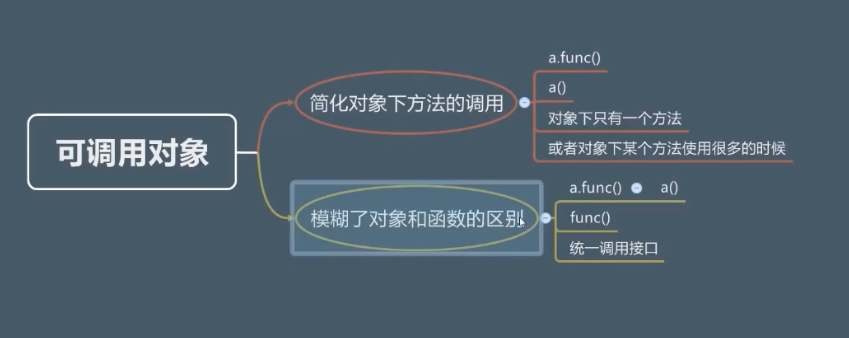 可调用对象
简化对象下方法的调用
a.func()
a()
对象下只有一个方法
或者对象下某个方法使用很多的时候
模糊了对象和函数的区别
a.func() a()
func()
统一调用接口